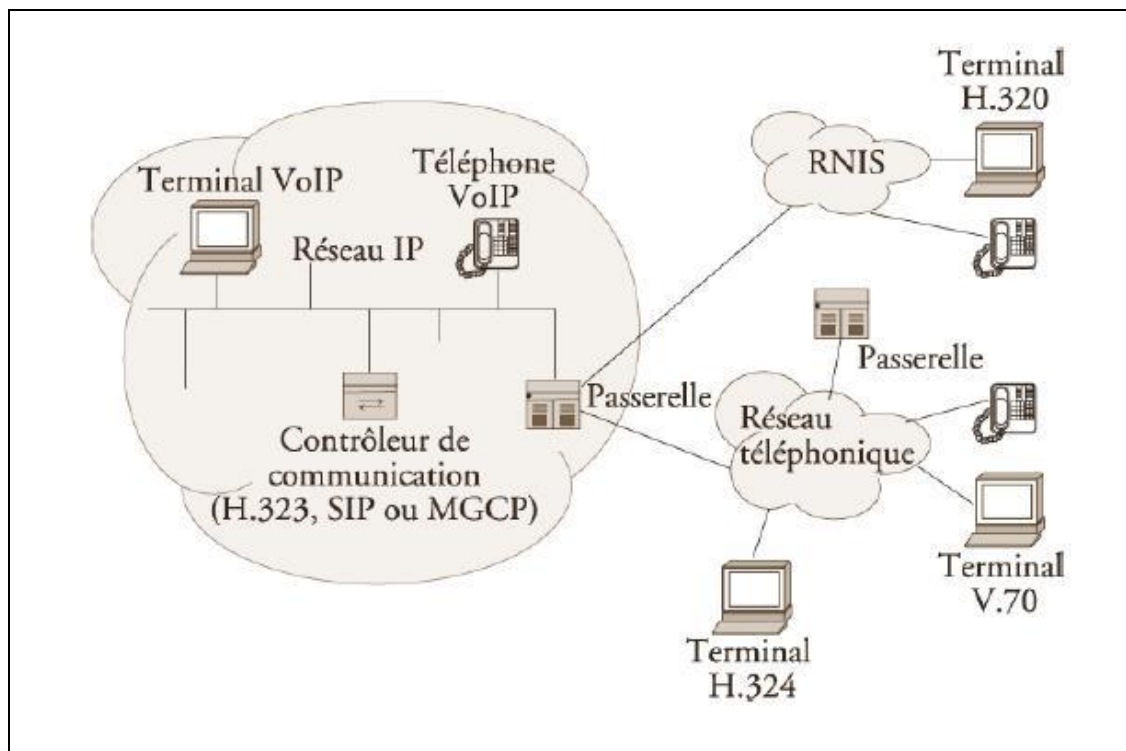 Terminal
H.320
RNIS
Téléphone
VoIP
Terminal VoIP
Réseau IP
Passerelle
Passerelle
Réseau
téléphonique
Contrôleur de
communication
(H.323, SIP ou MGCP)
Terminal
V.70
Terminal
H.324